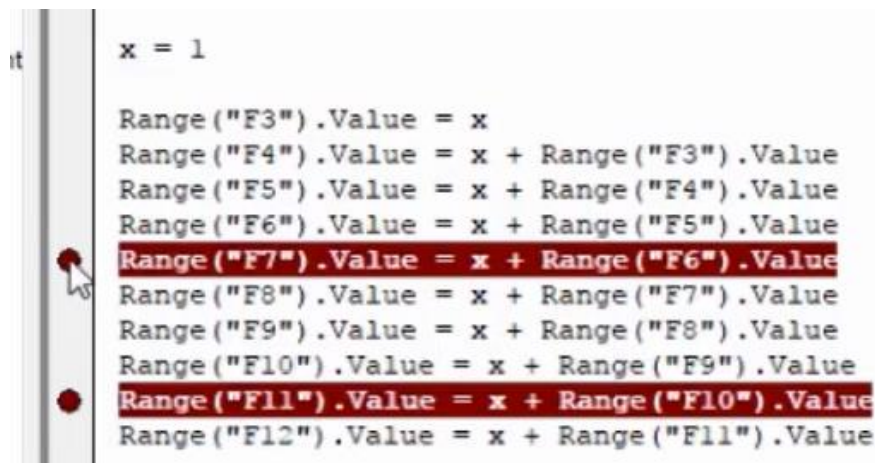 nt
x = 1
Range("F3").Value = x
Range("F4").Value = x + Range("F3").Value
Range("F5").Value = x + Range("F4").Value
Range("F6").Value = x + Range("F5").Value
Range("F7").Value = x + Range("F6").Value
Range("F8").Value = x + Range("F7").Value
Range("F9").Value = x + Range("F8").Value
Range("F10").Value = x + Range("F9").Value
Range("F11").Value = x + Range("F10").Value
Range("F12").Value = x + Range("F11").Value